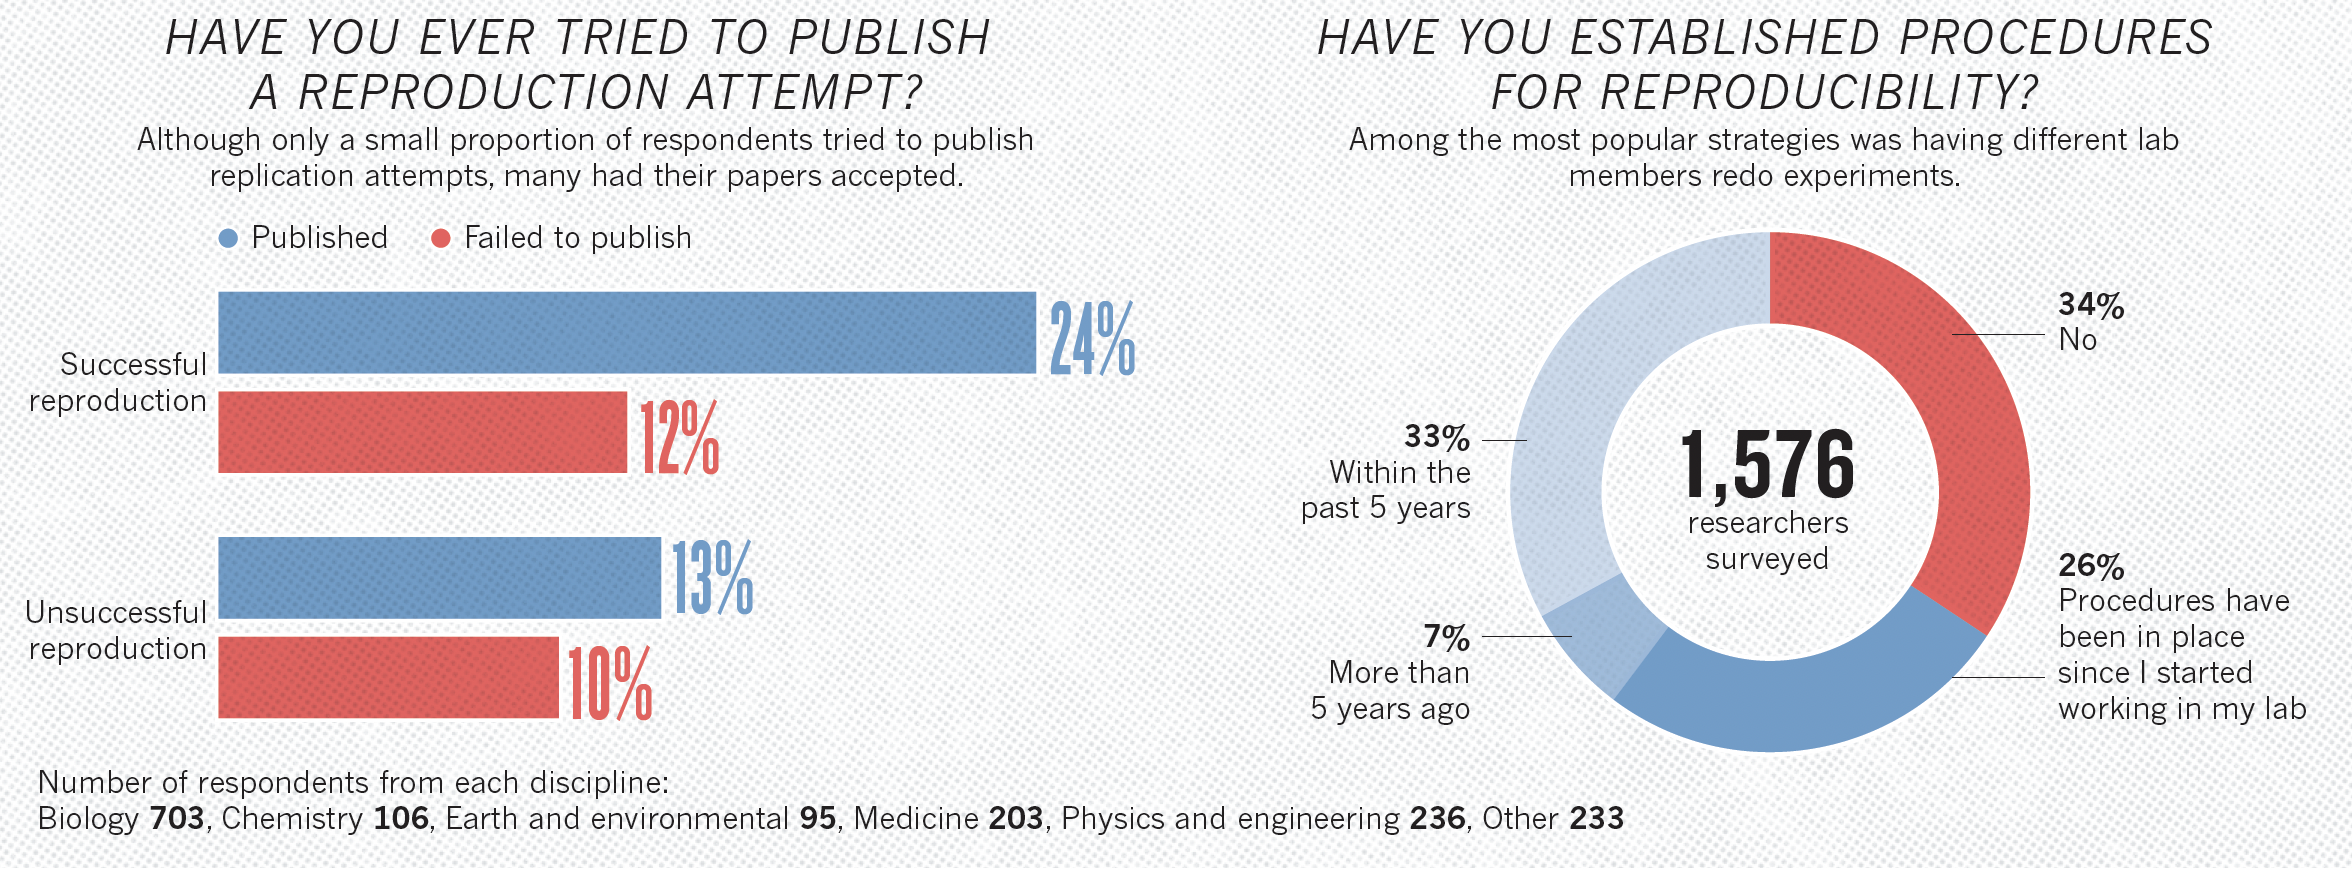 HAVE YOU EVER TRIED TO PUBLISH
A REPRODUCTION ATTEMPT?
Although only a small proportion of respondents tried to publish
replication attempts, many had their papers accepted.
Published Failed to publish
Successful
reproduction
24%
12%
Unsuccessful
reproduction
13%
10%
HAVE YOU ESTABLISHED PROCEDURES
FOR REPRODUCIBILITY?
Among the most popular strategies was having different lab
members redo experiments.
34%
No
33%
Within the
past 5 years
1,576
researchers
surveyed
26%
Procedures have
been in place
since I started
working in my lab
7%
More than
5 years ago
Number of respondents from each discipline:
Biology 703, Chemistry 106, Earth and environmental 95, Medicine 203, Physics and engineering 236, Other 233